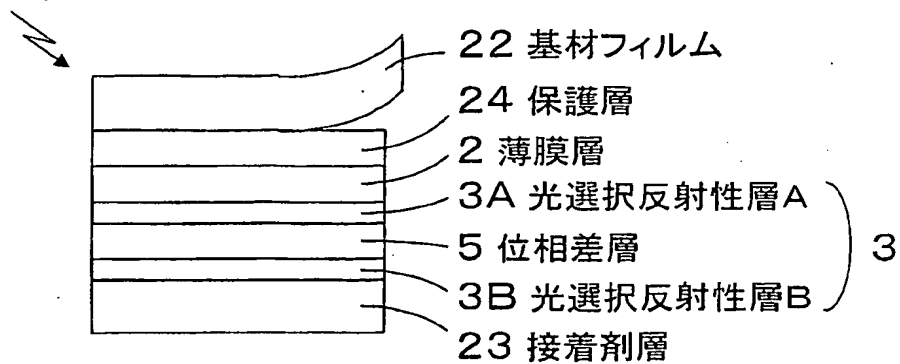 22 基材フィルム
24 保護層
2 薄膜層
3A 光選択反射性層A
5 位相差層
3
3B 光選択反射性層B
23 接着剤層